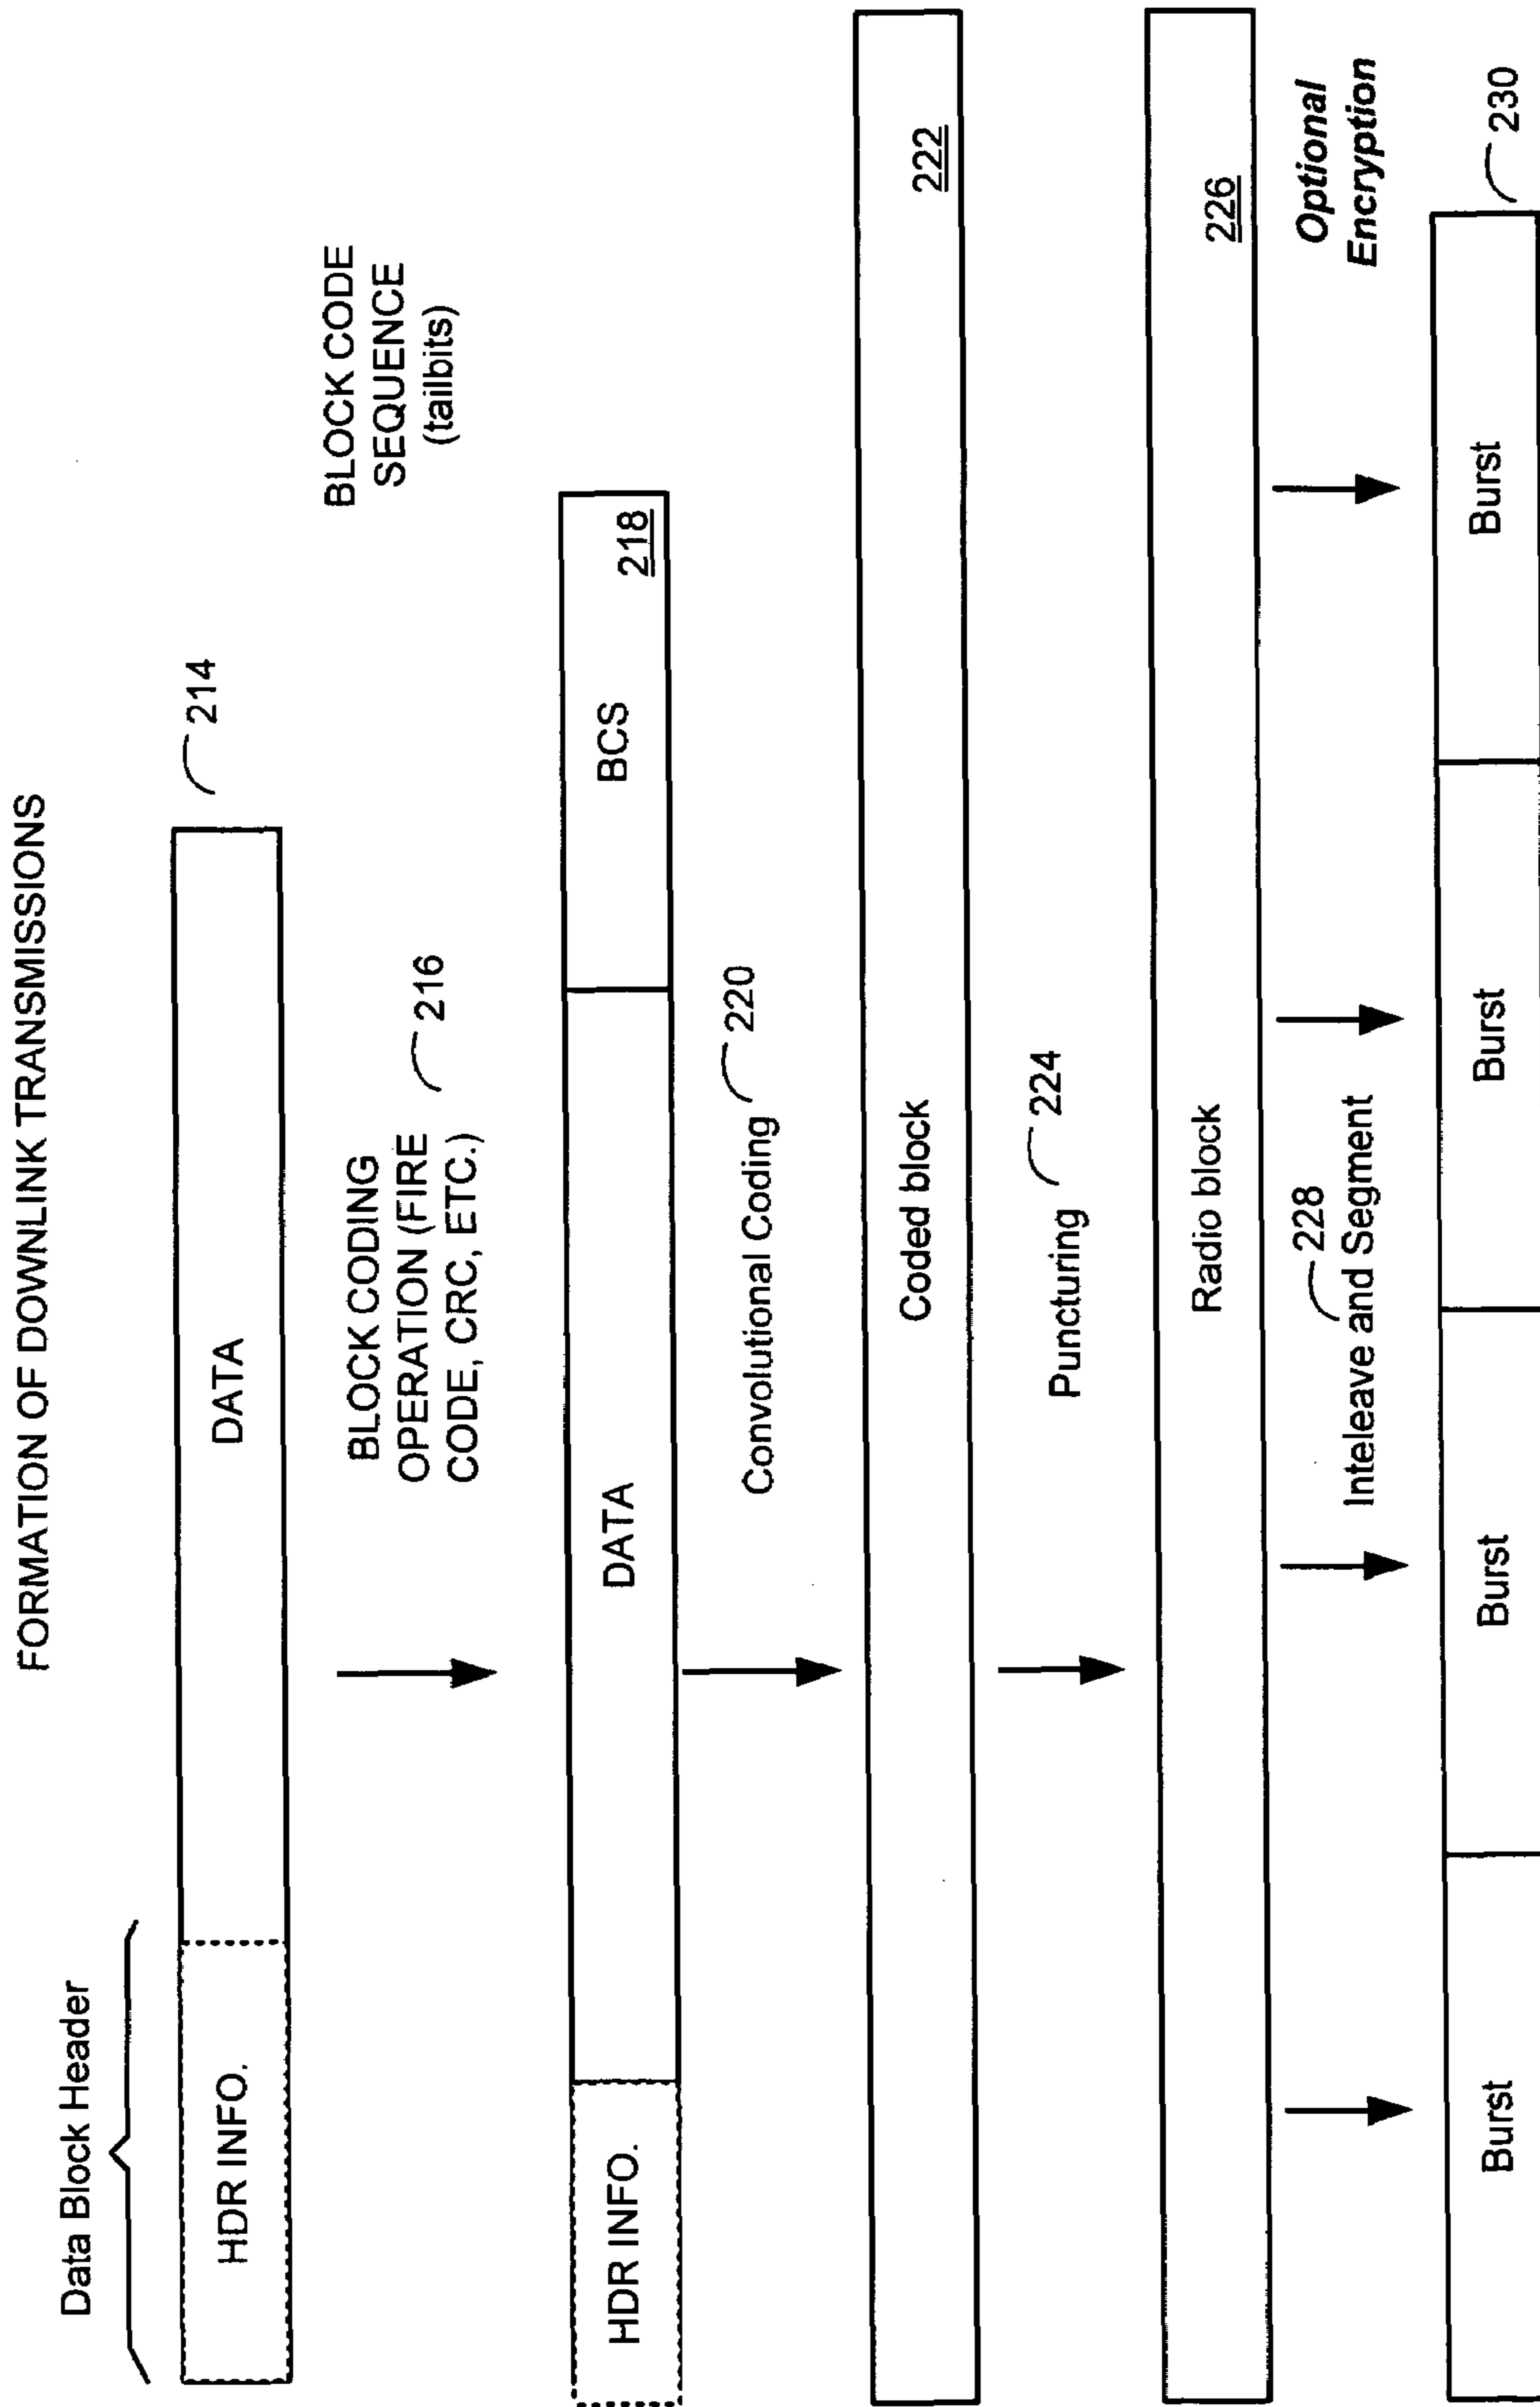 FORMATION OF DOWNLINK TRANSMISSIONS
Data Block Header
HDR INFO.
DATA
214
BLOCK CODING
OPERATION (FIRE
CODE, CRC, ETC.)
216
BLOCK CODE
SEQUENCE
(tailbits)
HDR INFO.
DATA
BCS
218
Convolutional Coding
220
Coded block
222
Puncturing
224
Radio block
226
228
Inteleave and Segment
Optional
Encryption
Burst
Burst
Burst
Burst
230